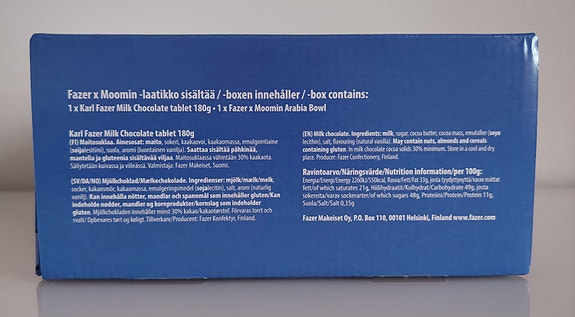 Fazer x Moomin -laatikko sisältää / -boxen innehåller / -box contains:
1 x Karl Fazer Milk Chocolate tablet 180g • 1 x Fazer x Moomin Arabia Bowl
Karl Fazer Milk Chocolate tablet 180g
(FI) Maitosuklaa. Ainesosat: maito, sokeri, kaakaovoi, kaakaomassa, emulgointiaine
(soijalesitiini), suola, aromi (luontainen vanilja). Saattaa sisältää pähkinää,
mantelia ja gluteenia sisältävää viljaa. Maitosuklaassa vähintään 30% kaakaota.
Säilytetään kuivassa ja viileässä. Valmistaja: Fazer Makeiset, Suomi.
(SV/DA/NO) Mjölkchoklad/Mælkechokolade. Ingredienser: mjölk/mælk/melk,
socker, kakaosmör, kakaomassa, emulgeringsmedel (sojalecitin), salt, arom (naturlig
vanilj). Kan innehålla nötter, mandlar och spannmål som innehåller gluten/Kan
indeholde nødder, mandler og kornprodukter/kornslag som indeholder
gluten. Mjölkchokladen innehåller minst 30% kakao/kakaotørstof. Förvaras torrt och
svalt/ Opbevares tørt og køligt. Tillverkare/Producent: Fazer Konfektyr, Finland.
(EN) Milk chocolate. Ingredients: milk, sugar, cocoa butter, cocoa mass, emulsifier (soya
lecithin), salt, flavouring (natural vanilla). May contain nuts, almonds and cereals
containing gluten. In milk chocolate cocoa solids: 30% minimum. Store in a cool and dry
place. Producer: Fazer Confectionery, Finland.
Ravintoarvo/Näringsvärde/Nutrition information/per 100g:
Energia/Energi/Energy 2260kJ/550kcal, Rasva/Fett/Fat 33g, josta tyydyttynyttä/varav mättat
fett/of which saturates 21g, Hiilihydraatit/Kolhydrat/Carbohydrate 49g, josta
sokereita/varav sockerarter/of which sugars 48g, Proteiini/Protein/Protein 11g,
Suola/Salt/Salt 0,35g
Fazer Makeiset Oy, P.O. Box 110, 00101 Helsinki, Finland www.fazer.com